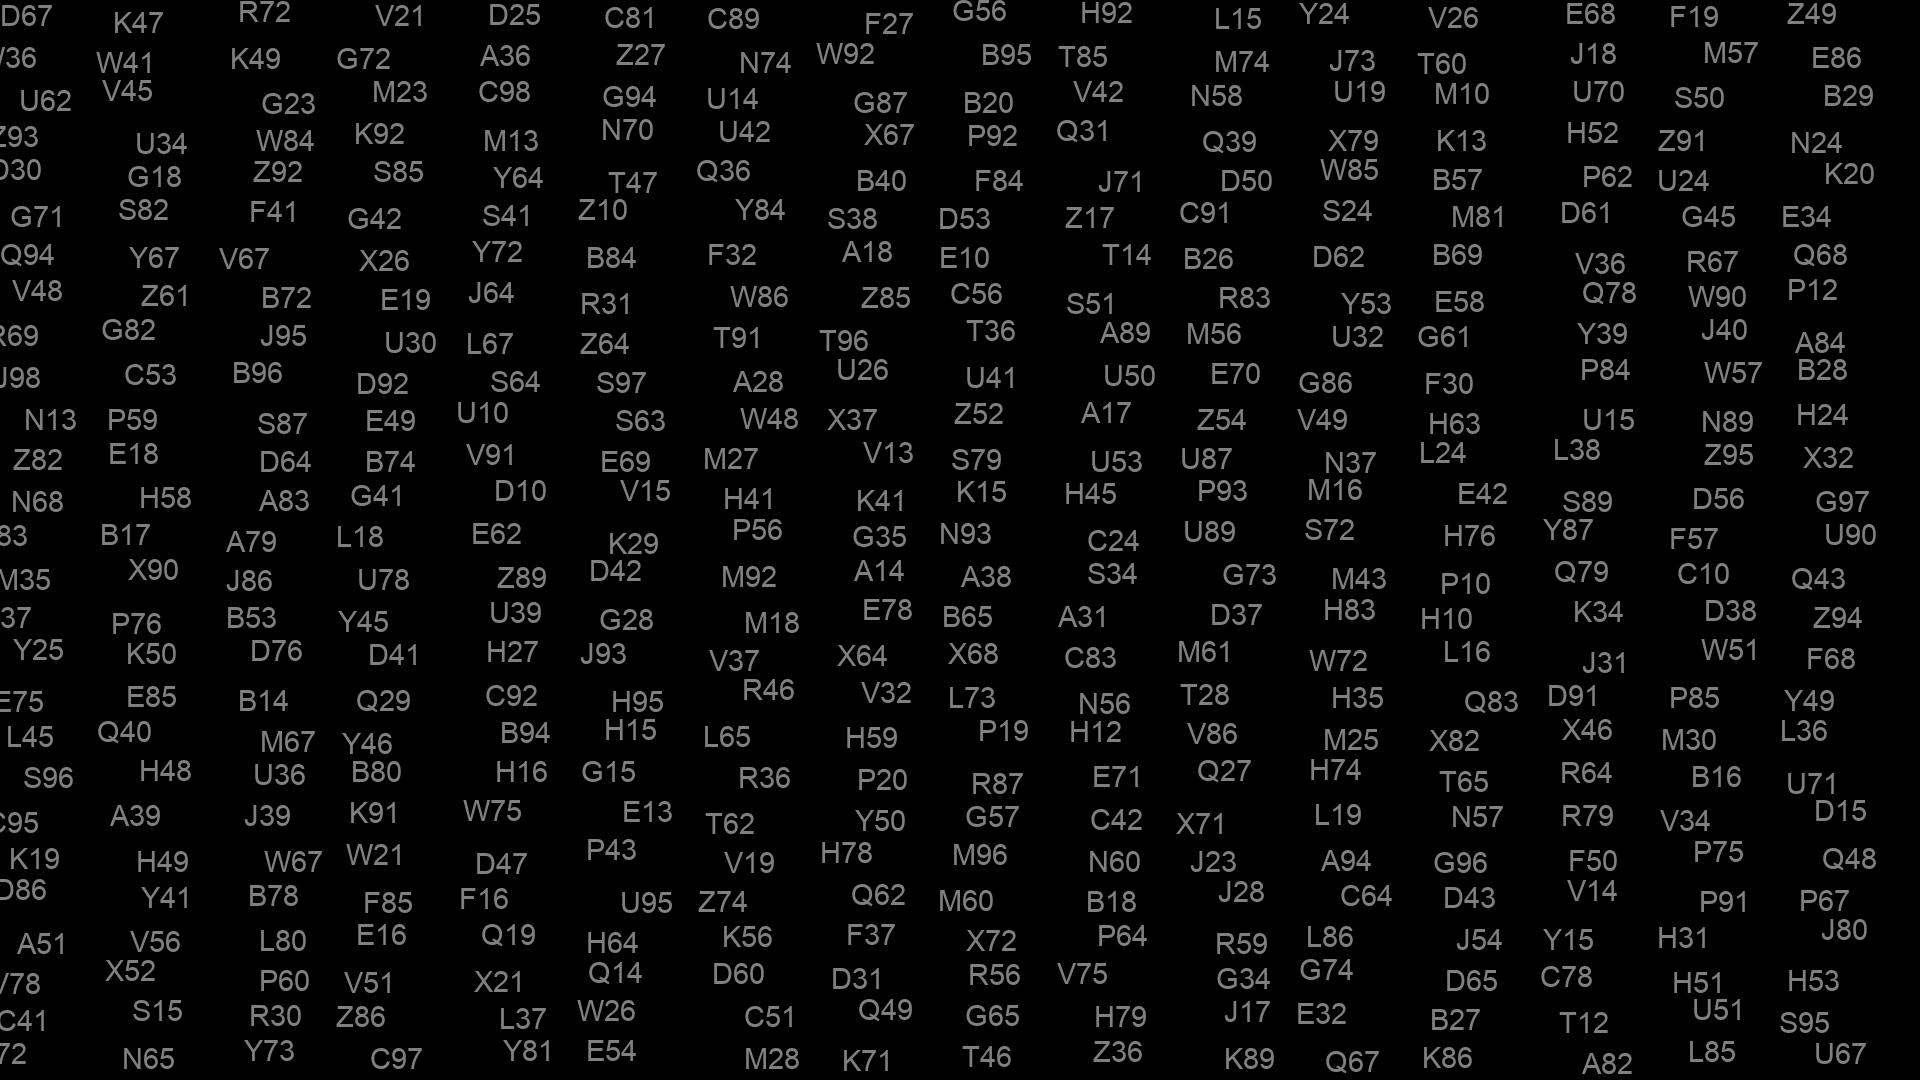 D67 K47 R72 V21 D25 C81 C89 F27 G56 H92 L15 Y24 V26 E68 F19 Z49
W41 K49 G72 A36 Z27 N74 W92 B95 T85 M74 J73 T60 J18 M57 E86
U62 V45 G23 M23 C98 G94 U14 G87 B20 V42 N58 U19 M10 U70 S50 B29
Z93 U34 W84 K92 M13 N70 U42 X67 P92 Q31 Q39 X79 K13 H52 Z91 N24
D30 G18 Z92 S85 Y64 T47 Q36 B40 F84 J71 D50 W85 B57 P62 U24 K20
G71 S82 F41 G42 S41 Z10 Y84 S38 D53 Z17 C91 S24 M81 D61 G45 E34
Q94 Y67 V67 X26 Y72 B84 F32 A18 E10 T14 B26 D62 B69 V36 R67 Q68
V48 Z61 B72 E19 J64 R31 W86 Z85 C56 S51 R83 Y53 E58 Q78 W90 P12
R69 G82 J95 U30 L67 Z64 T91 T96 T36 A89 M56 U32 G61 Y39 J40 A84
J98 C53 B96 D92 S64 S97 A28 U26 U41 U50 E70 G86 F30 P84 W57 B28
N13 P59 S87 E49 U10 S63 W48 X37 Z52 A17 Z54 V49 H63 U15 N89 H24
Z82 E18 D64 B74 V91 E69 M27 V13 S79 U53 U87 N37 L24 L38 Z95 X32
N68 H58 A83 G41 D10 V15 H41 K41 K15 H45 P93 M16 E42 S89 D56 G97
B17 A79 L18 E62 K29 P56 G35 N93 C24 U89 S72 H76 Y87 F57 U90
M35 X90 J86 U78 Z89 D42 M92 A14 A38 S34 G73 M43 P10 Q79 C10 Q43
P76 B53 Y45 U39 G28 M18 E78 B65 A31 D37 H83 H10 K34 D38 Z94
Y25 K50 D76 D41 H27 J93 V37 X64 X68 C83 M61 W72 L16 J31 W51 F68
E75 E85 B14 Q29 C92 H95 R46 V32 L73 N56 T28 H35 Q83 D91 P85 Y49
L45 Q40 M67 Y46 B94 H15 L65 H59 P19 H12 V86 M25 X82 X46 M30 L36
S96 H48 U36 B80 H16 G15 R36 P20 R87 E71 Q27 H74 T65 R64 B16 U71
C95 A39 J39 K91 W75 E13 T62 Y50 G57 C42 X71 L19 N57 R79 V34 D15
K19 H49 W67 W21 D47 P43 V19 H78 M96 N60 J23 A94 G96 F50 P75 Q48
D86 Y41 B78 F85 F16 U95 Z74 Q62 M60 B18 J28 C64 D43 V14 P91 P67
A51 V56 L80 E16 Q19 H64 K56 F37 X72 P64 R59 L86 J54 Y15 H31 J80
V78 X52 P60 V51 X21 Q14 D60 D31 R56 V75 G34 G74 D65 C78 H51 H53
C41 S15 R30 Z86 L37 W26 C51 Q49 G65 H79 J17 E32 B27 T12 U51 S95
N65 Y73 C97 Y81 E54 M28 K71 T46 Z36 K89 Q67 K86 A82 L85 U67